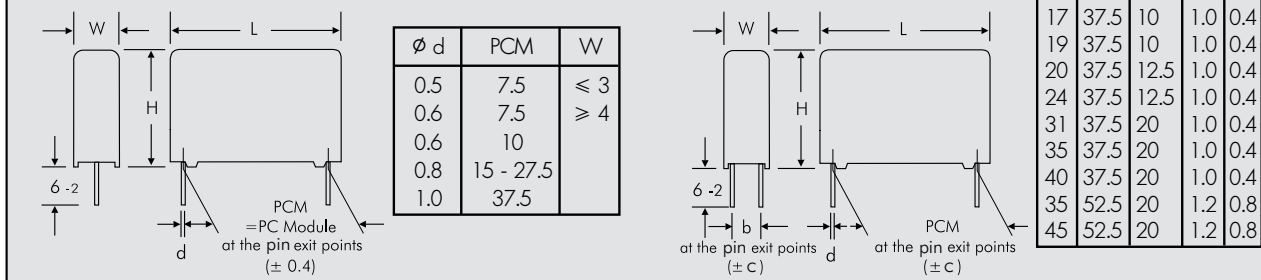 W
L
H
6 -2
d
PCM
=PC Module
at the pin exit points
(± 0.4)
Ø d PCM W
0.5 7.5 ≤ 3
0.6 7.5 ≥ 4
0.6 10
0.8 15 - 27.5
1.0 37.5
W
L
H
6 -2
b
d
at the pin exit points
(± c)
PCM
at the pin exit points
(± c)
17 37.5 10 1.0 0.4
19 37.5 10 1.0 0.4
20 37.5 12.5 1.0 0.4
24 37.5 12.5 1.0 0.4
31 37.5 20 1.0 0.4
35 37.5 20 1.0 0.4
40 37.5 20 1.0 0.4
35 52.5 20 1.2 0.8
45 52.5 20 1.2 0.8